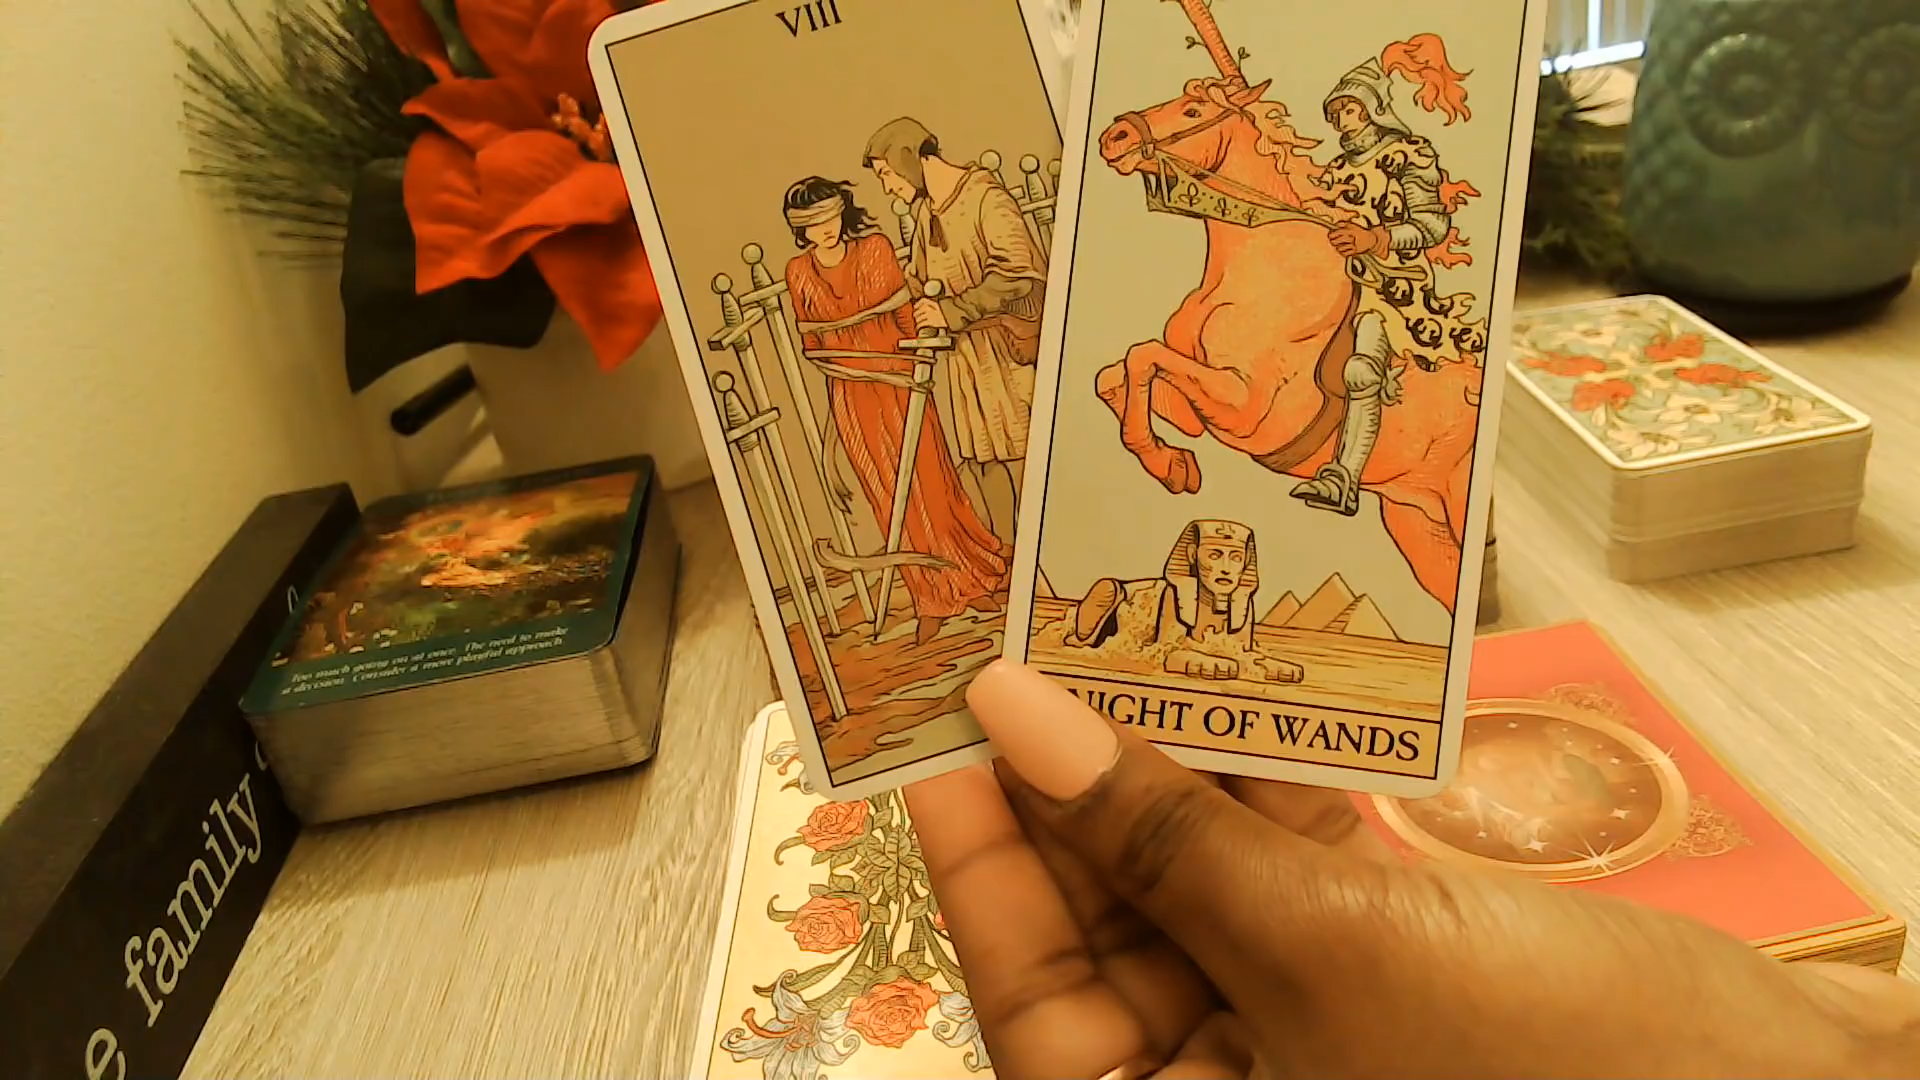 VIII
NIGHT OF WANDS
Too much going on at once. The need to make
a decision. Consider a more playful approach
e family